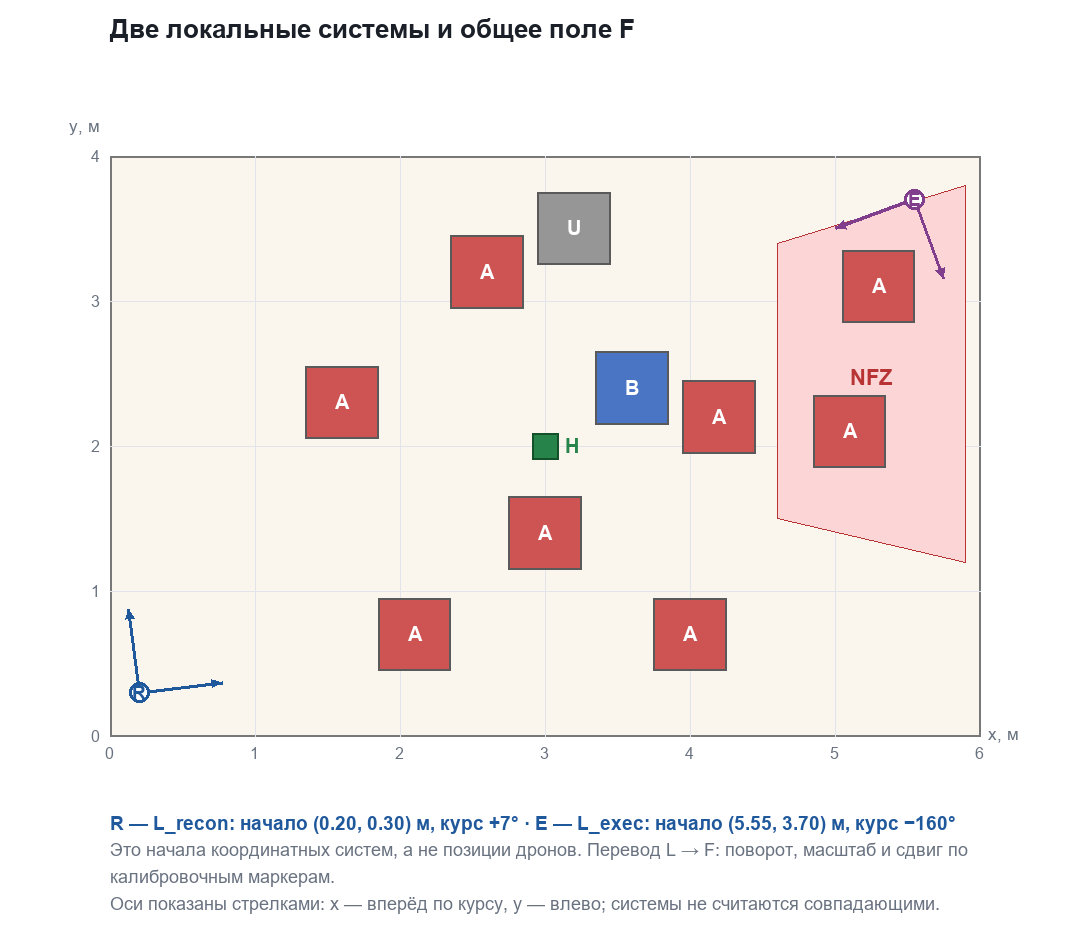 Две локальные системы и общее поле F
y, м
4
U
A
E
A
3
NFZ
A
B
A
A
2
H
A
1
A
A
R
0
x, м
0 1 2 3 4 5 6
R — L_recon: начало (0.20, 0.30) м, курс +7° · E — L_exec: начало (5.55, 3.70) м, курс −160°
Это начала координатных систем, а не позиции дронов. Перевод L → F: поворот, масштаб и сдвиг по
калибровочным маркерам.
Оси показаны стрелками: x — вперёд по курсу, y — влево; системы не считаются совпадающими.